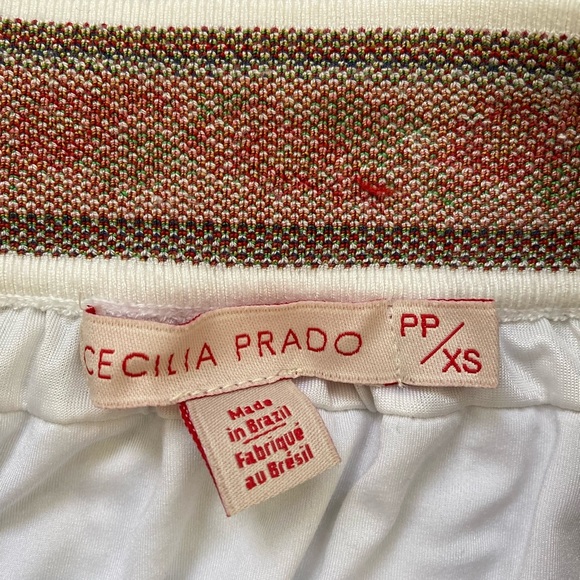 CECILIA PRADO
PP/XS
Made
in Brazil
Fabriqué
au Brésil